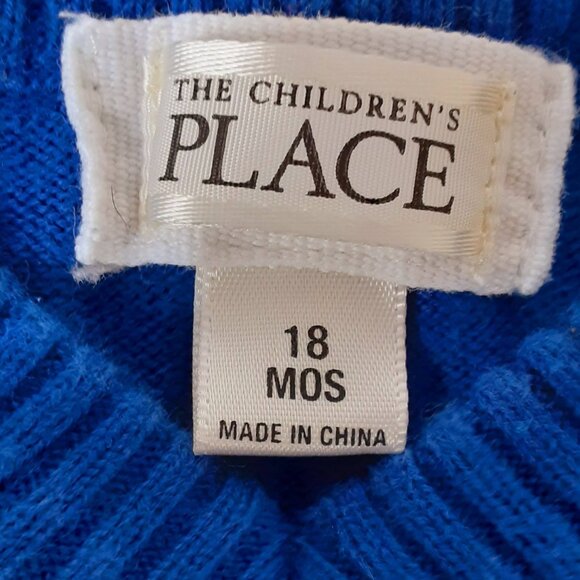 THE CHILDREN'S
PLACE
18
MOS
MADE IN CHINA